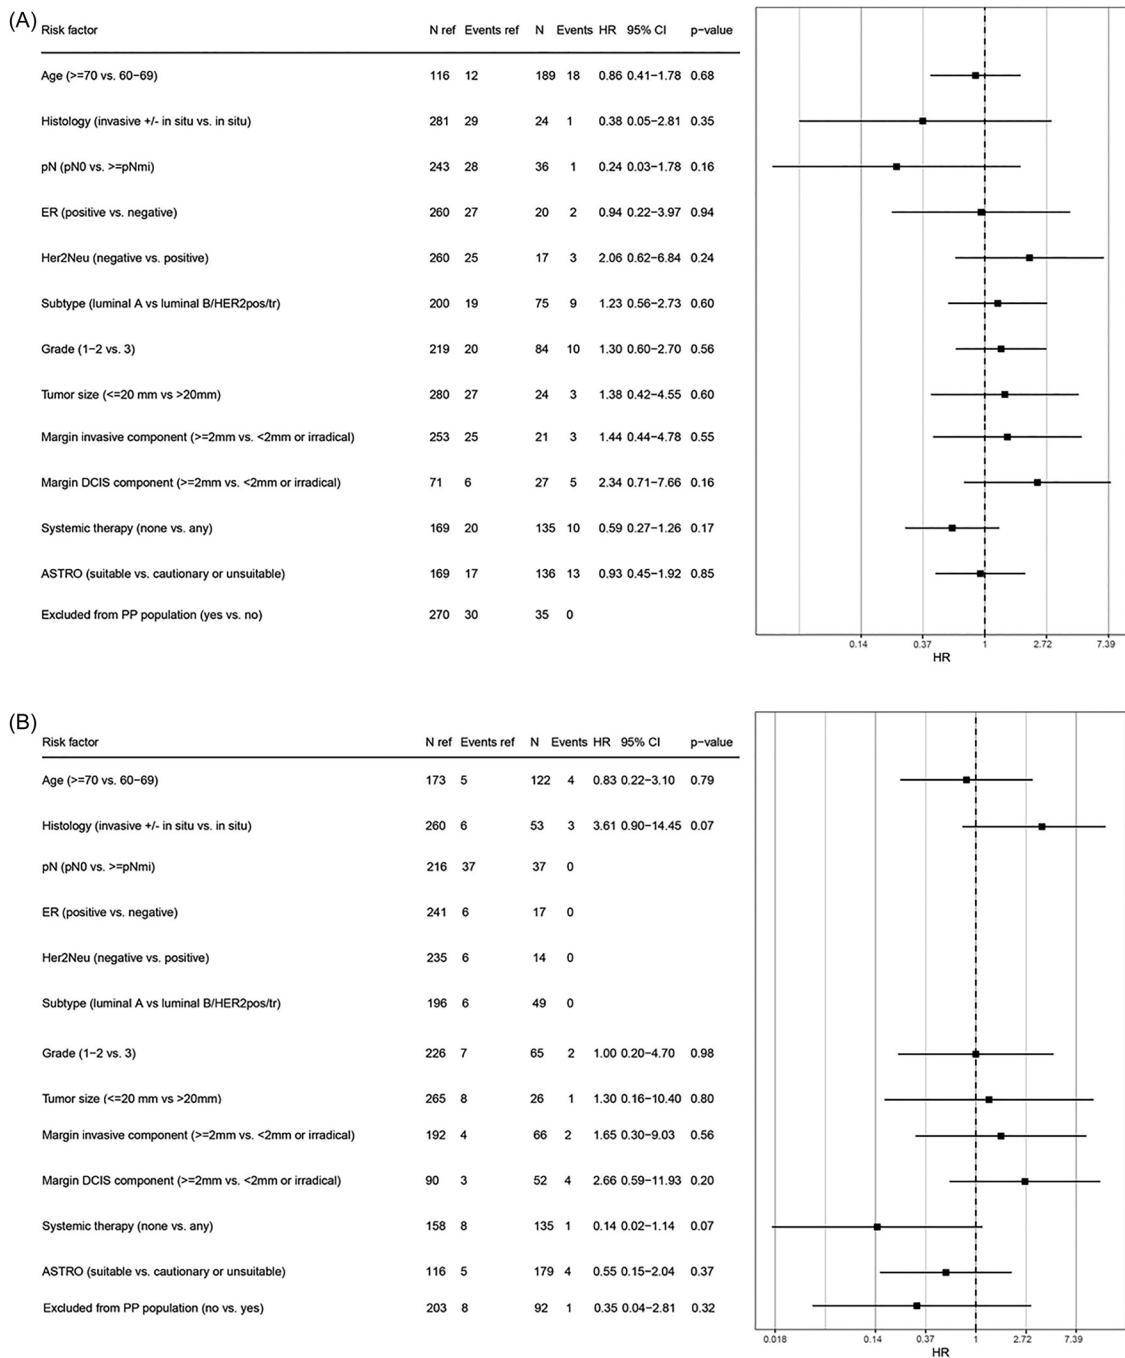 (A)
Risk factor N ref Events ref N Events HR 95% CI p−value
Age (>=70 vs. 60−69) 116 12 189 18 0.86 0.41−1.78 0.68
Histology (invasive +/- in situ vs. in situ) 281 29 24 1 0.38 0.05−2.81 0.35
pN (pN0 vs. >=pNmi) 243 28 36 1 0.24 0.03−1.78 0.16
ER (positive vs. negative) 260 27 20 2 0.94 0.22−3.97 0.94
Her2Neu (negative vs. positive) 260 25 17 3 2.06 0.62−6.84 0.24
Subtype (luminal A vs luminal B/HER2pos/tr) 200 19 75 9 1.23 0.56−2.73 0.60
Grade (1−2 vs. 3) 219 20 84 10 1.30 0.60−2.70 0.56
Tumor size (<=20 mm vs >20mm) 280 27 24 3 1.38 0.42−4.55 0.60
Margin invasive component (>=2mm vs. <2mm or irradical) 253 25 21 3 1.44 0.44−4.78 0.55
Margin DCIS component (>=2mm vs. <2mm or irradical) 71 6 27 5 2.34 0.71−7.66 0.16
Systemic therapy (none vs. any) 169 20 135 10 0.59 0.27−1.26 0.17
ASTRO (suitable vs. cautionary or unsuitable) 169 17 136 13 0.93 0.45−1.92 0.85
Excluded from PP population (yes vs. no) 270 30 35 0
0.14 0.37 1 2.72 7.39
HR
(B)
Risk factor N ref Events ref N Events HR 95% CI p−value
Age (>=70 vs. 60−69) 173 5 122 4 0.83 0.22−3.10 0.79
Histology (invasive +/- in situ vs. in situ) 260 6 53 3 3.61 0.90−14.45 0.07
pN (pN0 vs. >=pNmi) 216 37 37 0
ER (positive vs. negative) 241 6 17 0
Her2Neu (negative vs. positive) 235 6 14 0
Subtype (luminal A vs luminal B/HER2pos/tr) 196 6 49 0
Grade (1−2 vs. 3) 226 7 65 2 1.00 0.20−4.70 0.98
Tumor size (<=20 mm vs >20mm) 265 8 26 1 1.30 0.16−10.40 0.80
Margin invasive component (>=2mm vs. <2mm or irradical) 192 4 66 2 1.65 0.30−9.03 0.56
Margin DCIS component (>=2mm vs. <2mm or irradical) 90 3 52 4 2.66 0.59−11.93 0.20
Systemic therapy (none vs. any) 158 8 135 1 0.14 0.02−1.14 0.07
ASTRO (suitable vs. cautionary or unsuitable) 116 5 179 4 0.55 0.15−2.04 0.37
Excluded from PP population (no vs. yes) 203 8 92 1 0.35 0.04−2.81 0.32
0.018 0.14 0.37 1 2.72 7.39
HR